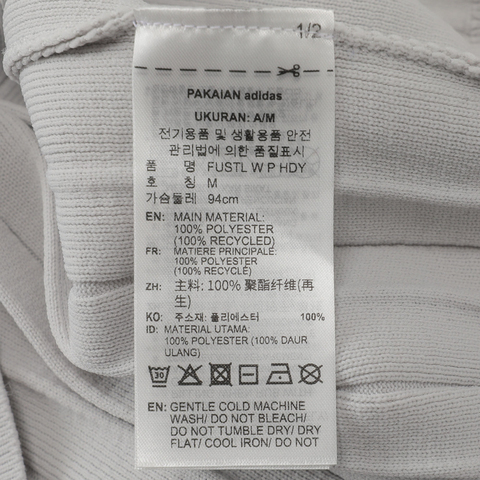 1/2
PAKAIAN adidas
UKURAN: A/M
전기용품 및 생활용품 안전
관리법에 의한 품질표시
품 명 FUSTL W P HDY
호 칭 M
가슴둘레 94cm
EN: MAIN MATERIAL:
100% POLYESTER
(100% RECYCLED)
FR: MATIERE PRINCIPALE:
100% POLYESTER
(100% RECYCLÉ)
ZH: 主料: 100% 聚酯纤维(再
生)
KO: 주소재: 폴리에스터 100%
ID: MATERIAL UTAMA:
100% POLYESTER (100% DAUR
ULANG)
30
EN: GENTLE COLD MACHINE
WASH/ DO NOT BLEACH/
DO NOT TUMBLE DRY/ DRY
FLAT/ COOL IRON/ DO NOT